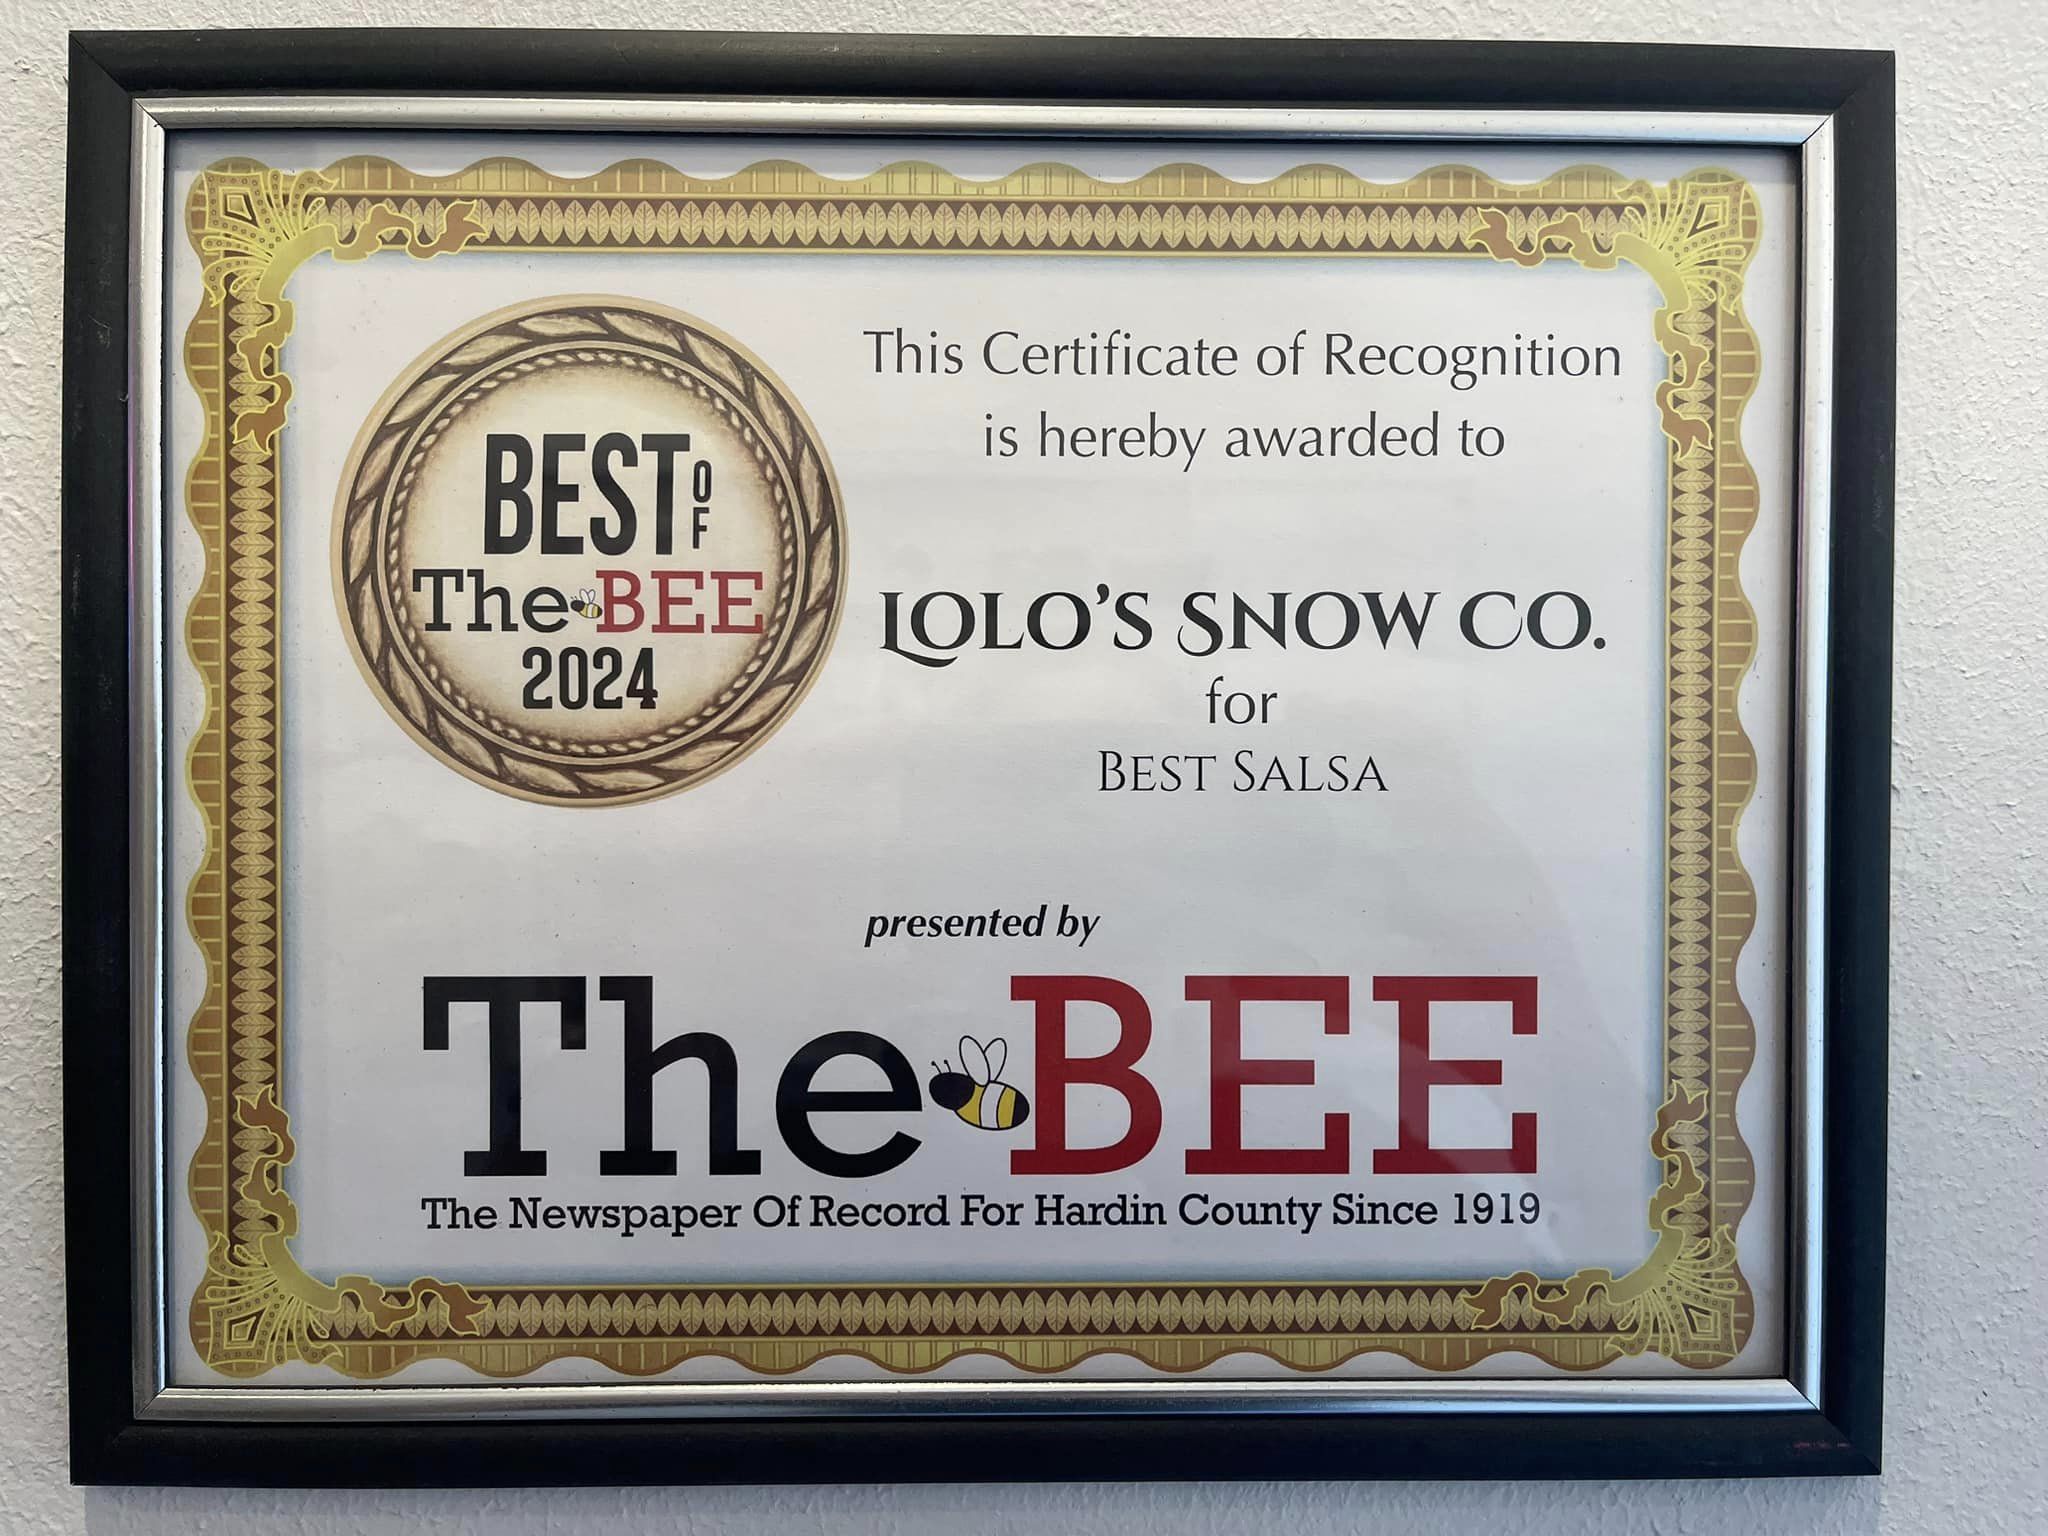 BEST OF
The BEE
2024
This Certificate of Recognition
is hereby awarded to
LOLO'S SNOW CO.
for
BEST SALSA
presented by
The BEE
The Newspaper Of Record For Hardin County Since 1919